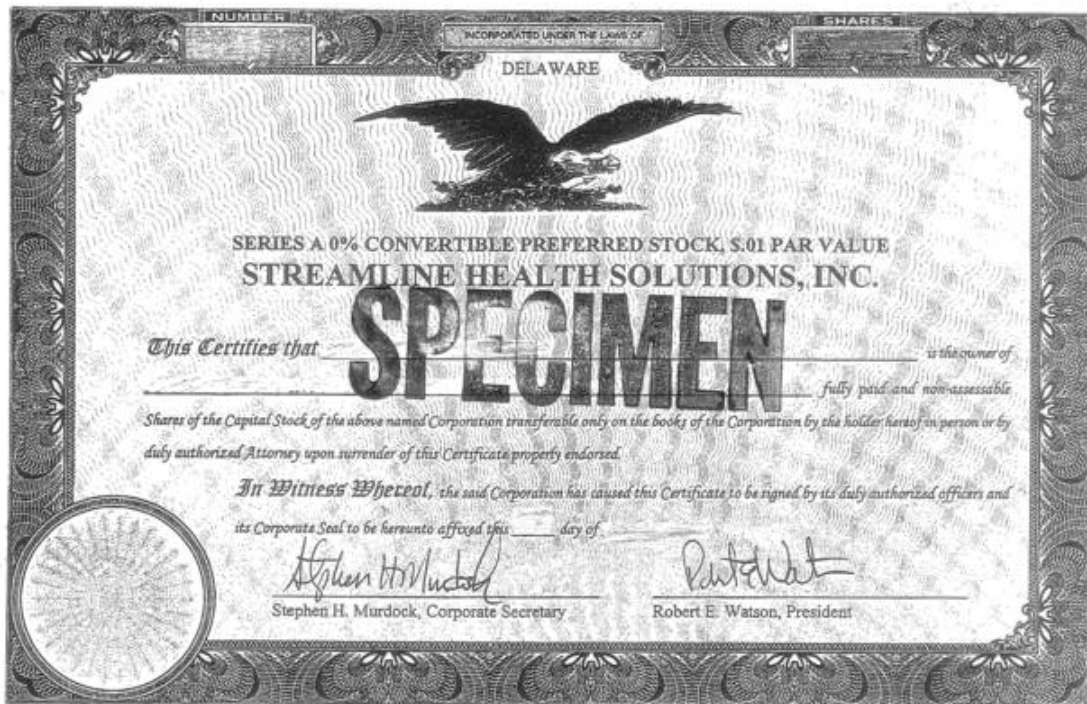 NUMBER
SHARES
INCORPORATED UNDER THE LAWS OF
DELAWARE
SERIES A 0% CONVERTIBLE PREFERRED STOCK, $.01 PAR VALUE
STREAMLINE HEALTH SOLUTIONS, INC.
SPECIMEN
This Certifies that is the owner of
fully paid and non-assessable
Shares of the Capital Stock of the above named Corporation transferable only on the books of the Corporation by the holder hereof in person or by
duly authorized Attorney upon surrender of this Certificate properly endorsed.
In Witness Whereof, the said Corporation has caused this Certificate to be signed by its duly authorized officers and
its Corporate Seal to be hereunto affixed this ____ day of
Stephen H Murdock
Stephen H. Murdock, Corporate Secretary
Robert E. Watson, President